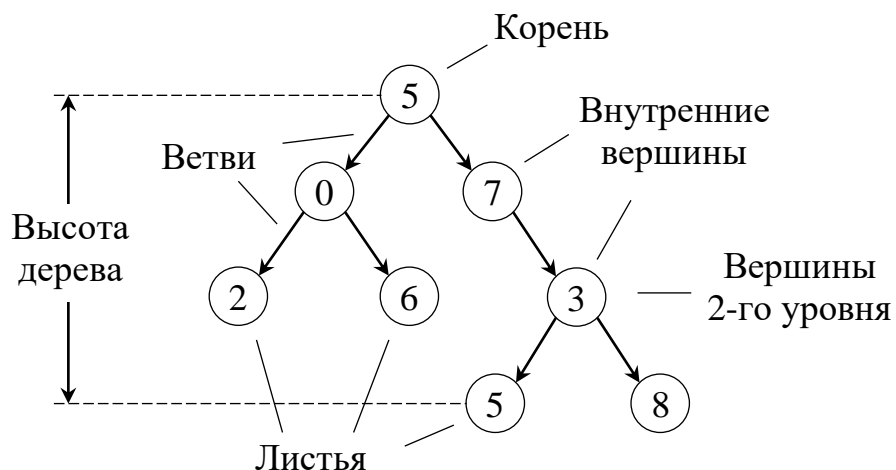 Корень
5
Внутренние
вершины
Ветви
0
7
Высота
дерева
2
6
3
Вершины
2-го уровня
5
8
Листья